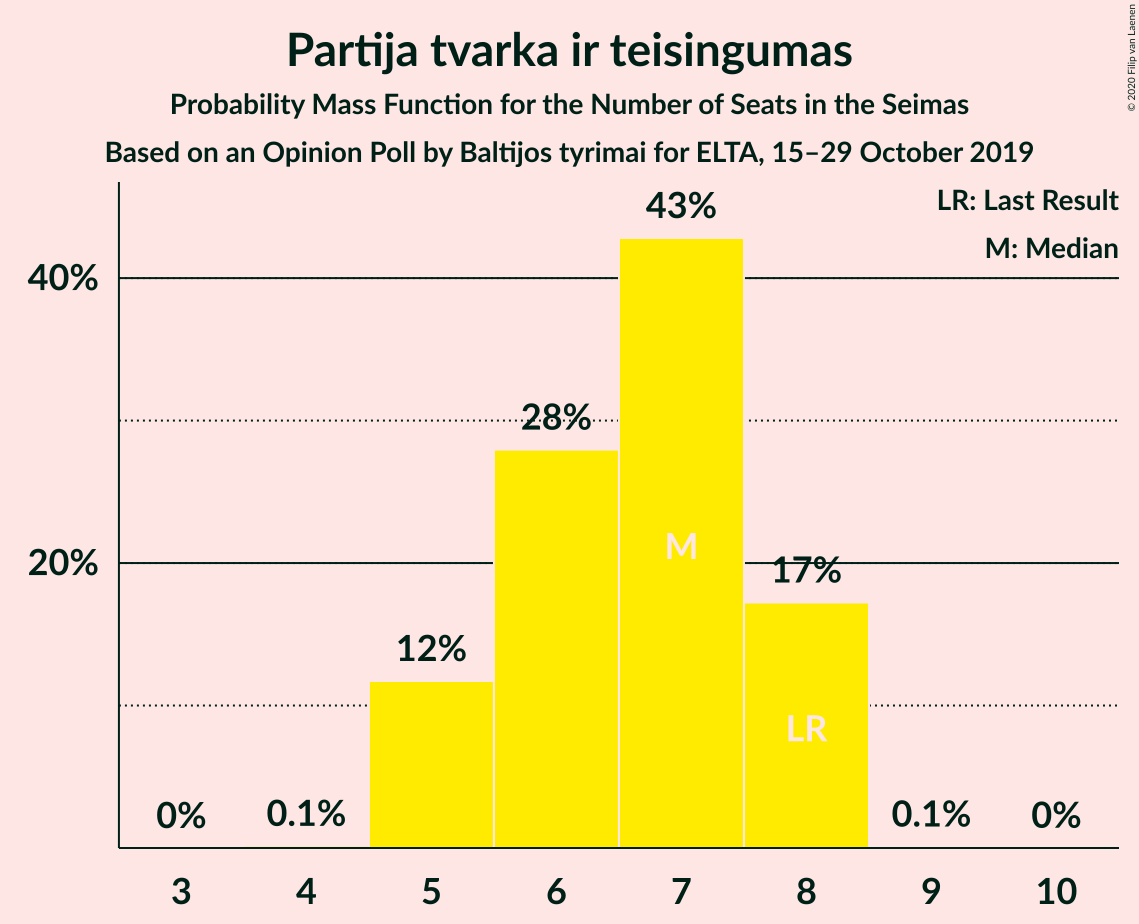 Partija tvarka ir teisingumas
Probability Mass Function for the Number of Seats in the Seimas
Based on an Opinion Poll by Baltijos tyrimai for ELTA, 15–29 October 2019
© 2020 Filip van Laenen
LR: Last Result
M: Median
43%
40%
28%
M
20%
17%
12%
LR
0%
0.1%
0.1%
0%
3 4 5 6 7 8 9 10